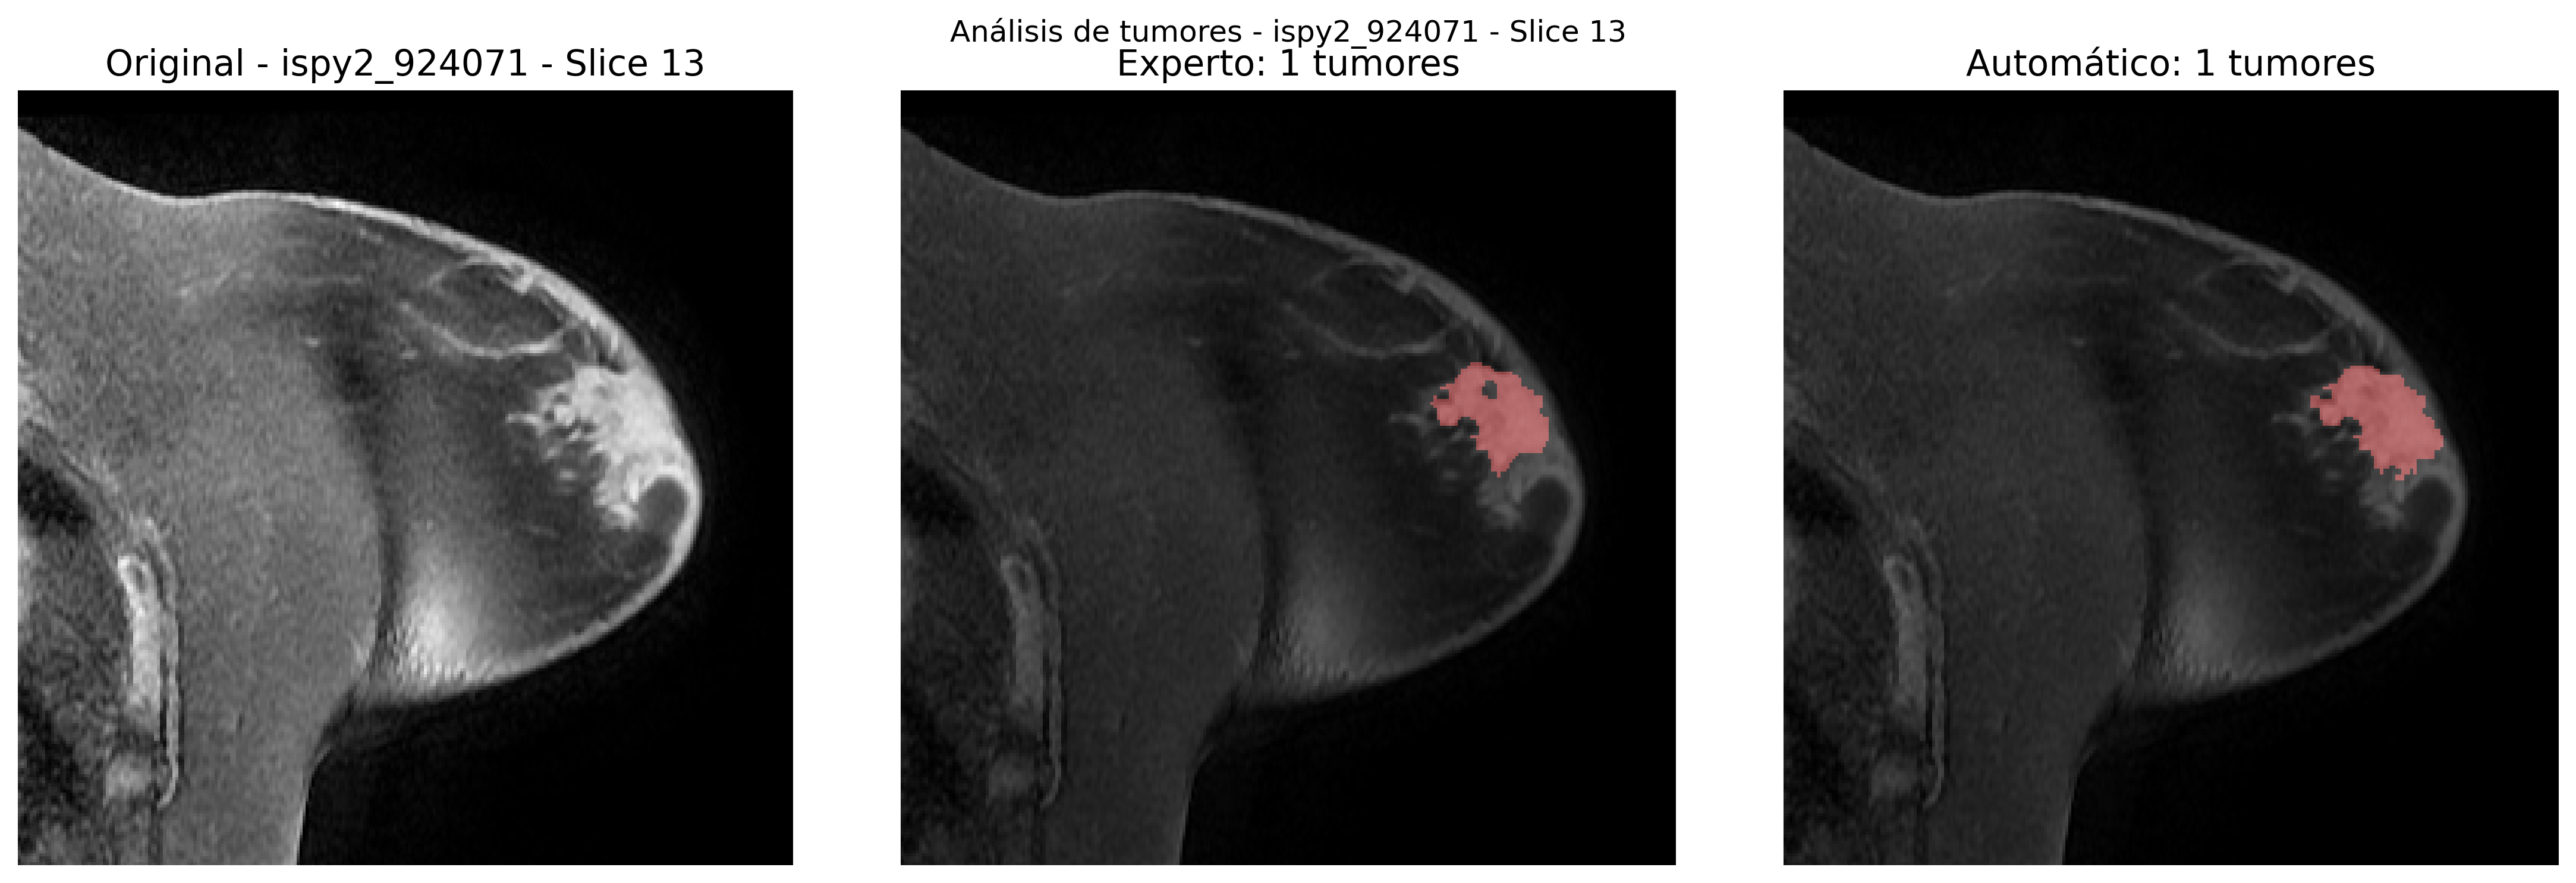 Análisis de tumores - ispy2_924071 - Slice 13
Original - ispy2_924071 - Slice 13
Experto: 1 tumores
Automático: 1 tumores